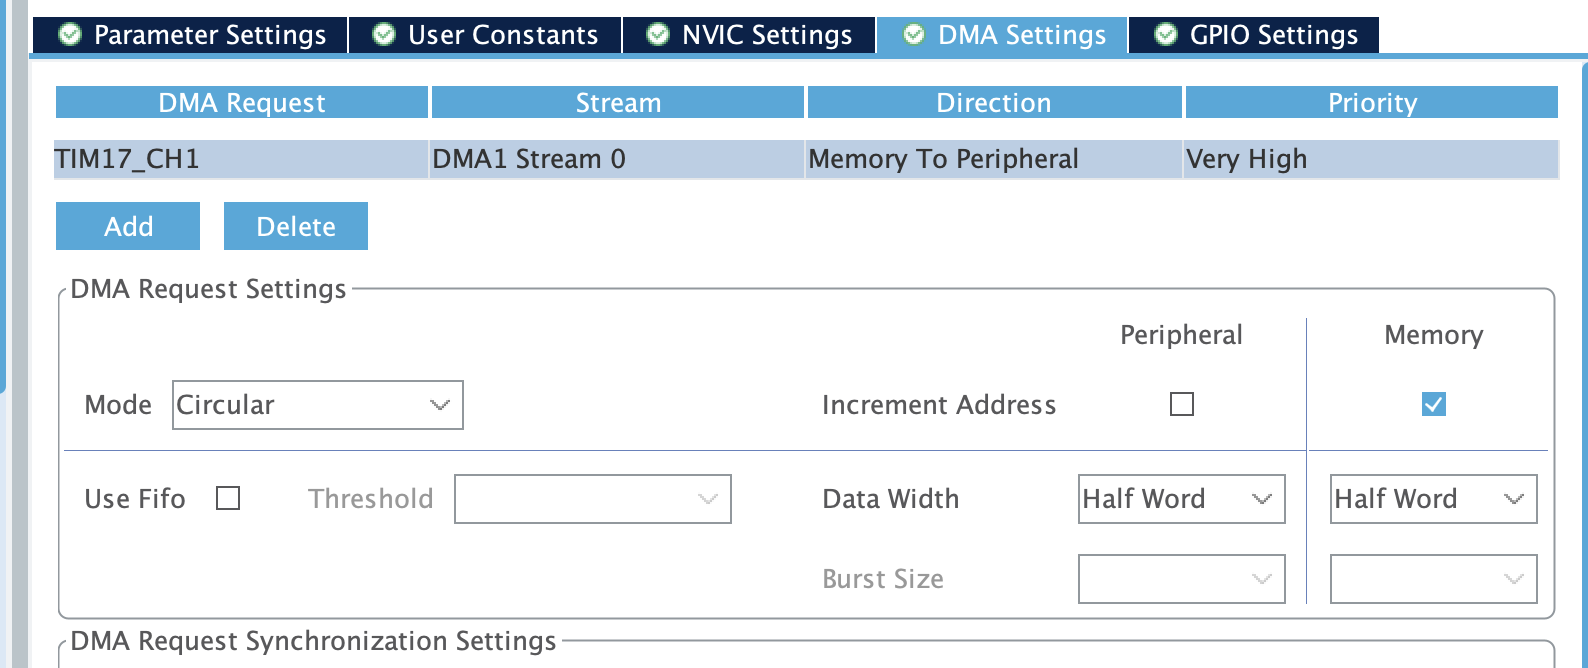 Parameter Settings User Constants NVIC Settings DMA Settings GPIO Settings
DMA Request Stream Direction Priority
TIM17_CH1 DMA1 Stream 0 Memory To Peripheral Very High
Add Delete
DMA Request Settings
Peripheral Memory
Mode Circular Increment Address
Use Fifo Threshold Data Width Half Word Half Word
Burst Size
DMA Request Synchronization Settings